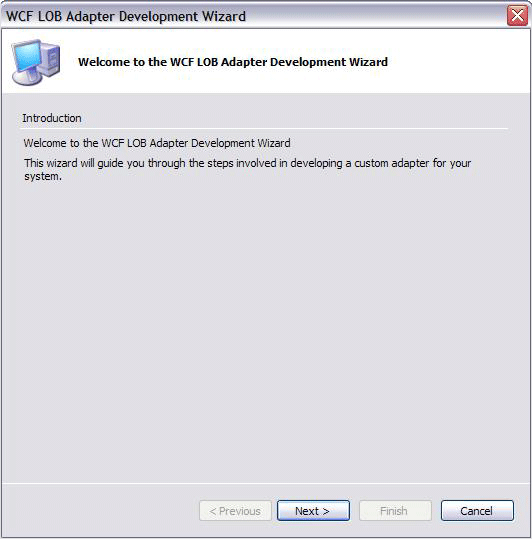 WCF LOB Adapter Development Wizard
Welcome to the WCF LOB Adapter Development Wizard
Introduction
Welcome to the WCF LOB Adapter Development Wizard
This wizard will guide you through the steps involved in developing a custom adapter for your
system.
< Previous Next > Finish Cancel